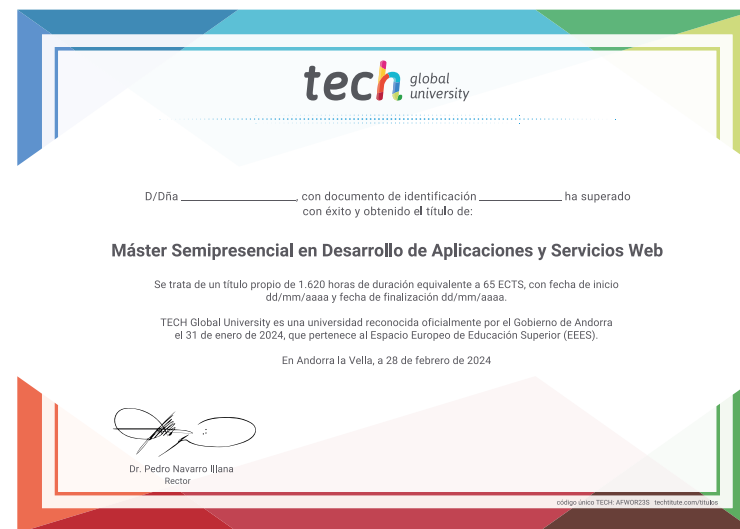 tech global university
D/Dña ____________, con documento de identificación ____________ ha superado
con éxito y obtenido el título de:
Máster Semipresencial en Desarrollo de Aplicaciones y Servicios Web
Se trata de un título propio de 1.620 horas de duración equivalente a 65 ECTS, con fecha de inicio
dd/mm/aaaa y fecha de finalización dd/mm/aaaa.
TECH Global University es una universidad reconocida oficialmente por el Gobierno de Andorra
el 31 de enero de 2024, que pertenece al Espacio Europeo de Educación Superior (EEES).
En Andorra la Vella, a 28 de febrero de 2024
Dr. Pedro Navarro Illana
Rector
código único TECH: AFWOR23S techtitute.com/titulos